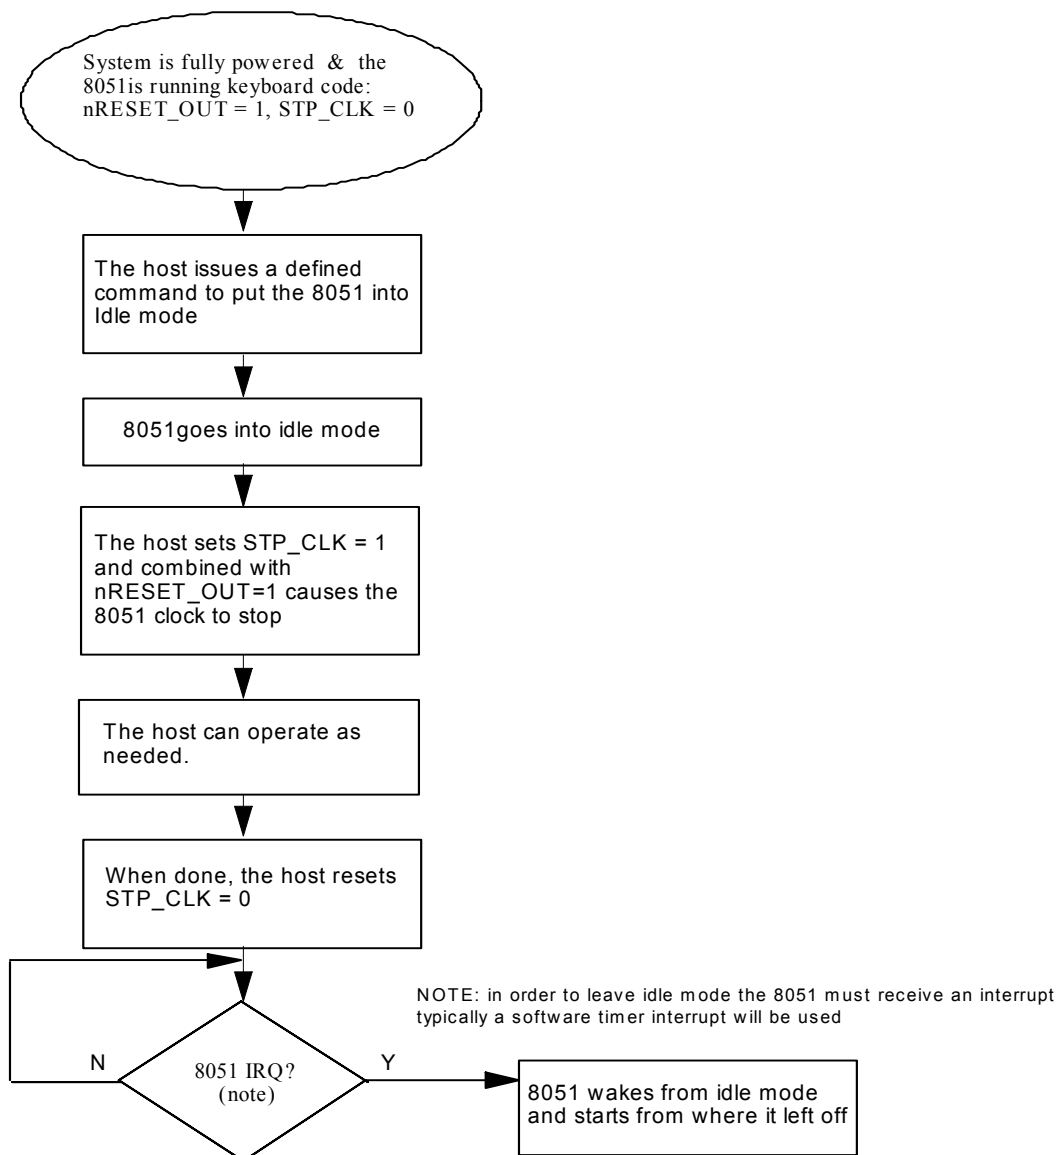 System is fully powered & the
8051is running keyboard code:
nRESET_OUT = 1, STP_CLK = 0
The host issues a defined
command to put the 8051 into
Idle mode
8051goes into idle mode
The host sets STP_CLK = 1
and combined with
nRESET_OUT=1 causes the
8051 clock to stop
The host can operate as
needed.
When done, the host resets
STP_CLK = 0
NOTE: in order to leave idle mode the 8051 must receive an interrupt
typically a software timer interrupt will be used
N
8051 IRQ?
(note)
Y
8051 wakes from idle mode
and starts from where it left off